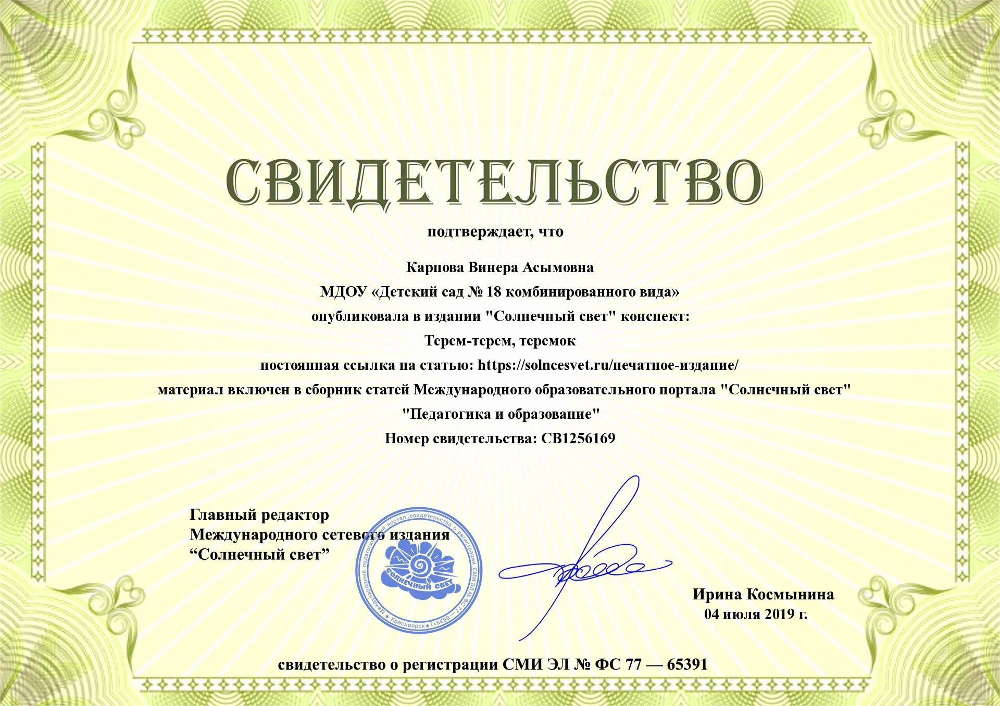 СВИДЕТЕЛЬСТВО
подтверждает, что
Карпова Винера Асымовна
МДОУ «Детский сад № 18 комбинированного вида»
опубликовала в издании "Солнечный свет" конспект:
Терем-терем, теремок
постоянная ссылка на статью: https://solncesvet.ru/печатное-издание/
материал включен в сборник статей Международного образовательного портала "Солнечный свет"
"Педагогика и образование"
Номер свидетельства: СВ1256169
Главный редактор
Международного сетевого издания
“Солнечный свет”
★ Международный педагогический портал (свидетельство о регистрации СМИ ЭЛ № ФС 77 — 65391) ★ Красноярск
СОЛНЕЧНЫЙ СВЕТ
Ирина Космынина
04 июля 2019 г.
свидетельство о регистрации СМИ ЭЛ № ФС 77 — 65391